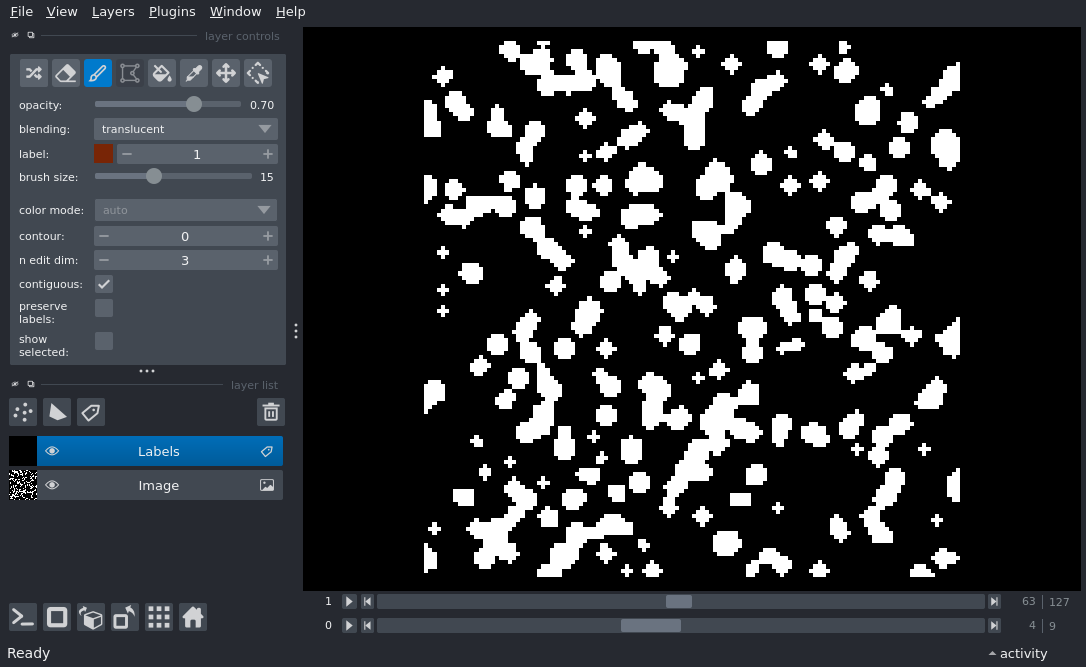 File View Layers Plugins Window Help
layer controls
opacity: 0.70
blending: translucent
label: 1
brush size: 15
color mode: auto
contour: 0
n edit dim: 3
contiguous:
preserve
labels:
show
selected:
layer list
Labels
Image
1 63 127
0 4 9
Ready activity